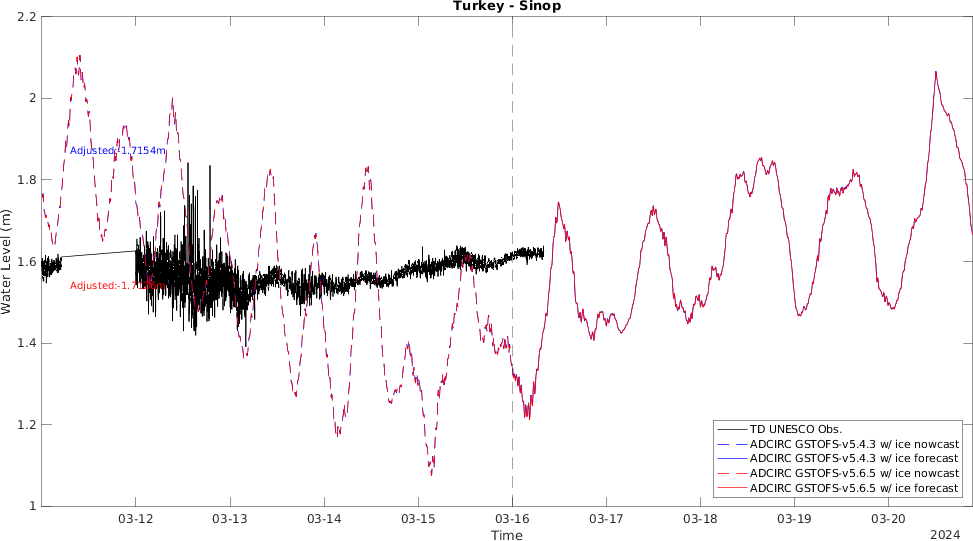 Turkey - Sinop
2.2
2
1.8
1.6
1.4
1.2
1
Water Level (m)
Adjusted:-1.7154m
03-12
03-13
03-14
03-15
03-16
03-17
03-18
03-19
03-20
Time
2024
TD UNESCO Obs.
ADCIRC GSTOFS-v5.4.3 w/ ice nowcast
ADCIRC GSTOFS-v5.4.3 w/ ice forecast
ADCIRC GSTOFS-v5.6.5 w/ ice nowcast
ADCIRC GSTOFS-v5.6.5 w/ ice forecast